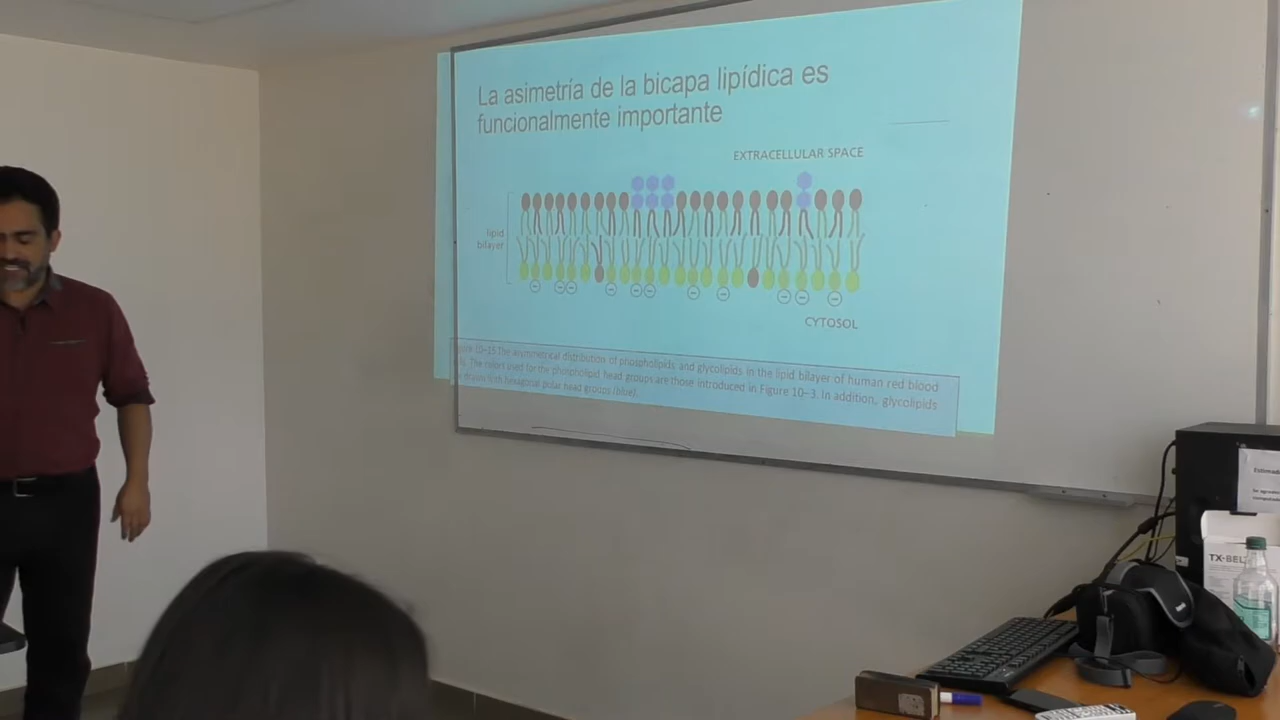 La asimetría de la bicapa lipídica es
funcionalmente importante
EXTRACELLULAR SPACE
lipid
bilayer
CYTOSOL
10–15 The asymmetrical distribution of phospholipids and glycolipids in the lipid bilayer of human red blood
The colors used for the phospholipid head groups are those introduced in Figure 10–3. In addition, glycolipids
with hexagonal polar head groups (blue).
TX-BEL